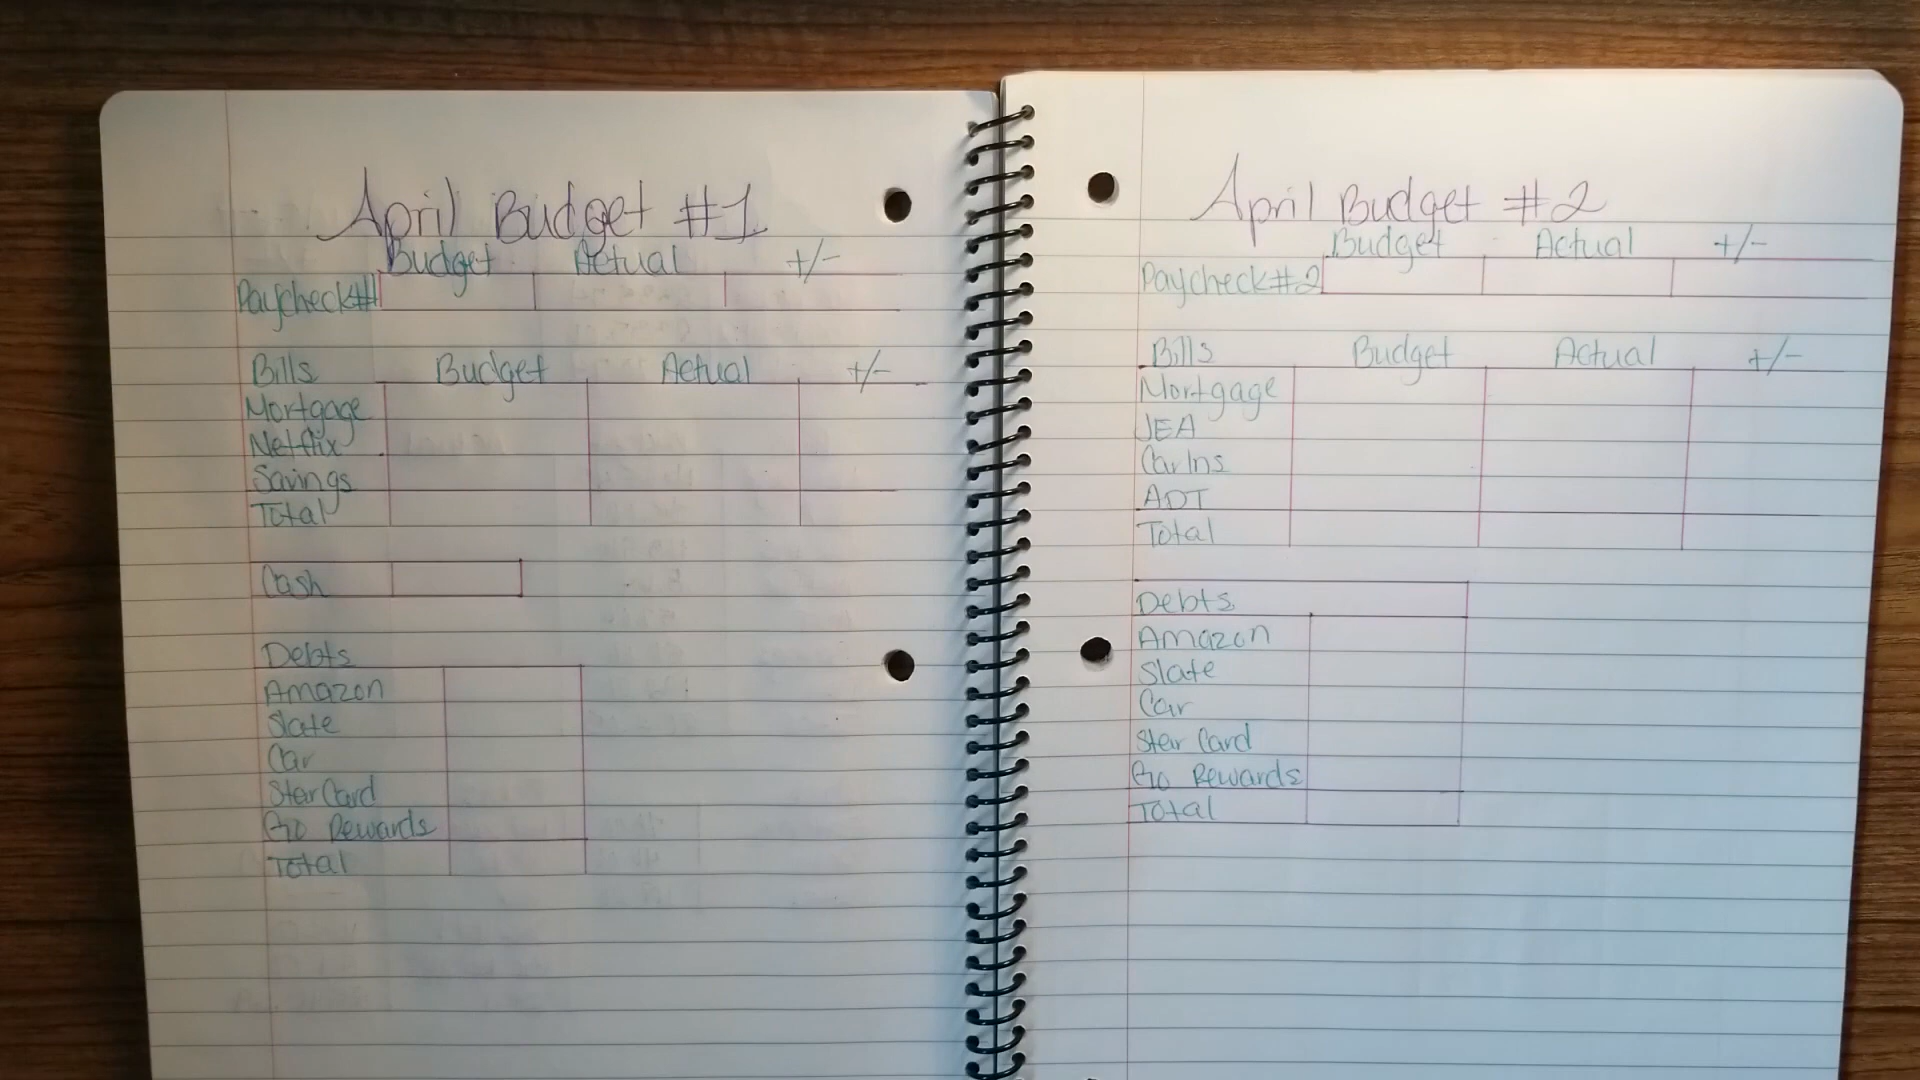 April Budget #1
Budget Actual +/-
Paycheck#1
Bills Budget Actual +/-
Mortgage
Netflix
Savings
Total
Cash
Debts
Amazon
Slate
Car
Star Card
Go Rewards
Total
April Budget #2
Budget Actual +/-
Paycheck#2
Bills Budget Actual +/-
Mortgage
JEA
Car Ins
ADT
Total
Debts
Amazon
Slate
Car
Star Card
Go Rewards
Total